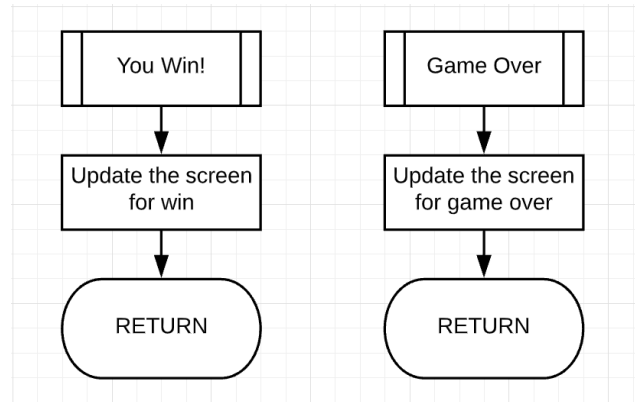 You Win!
Update the screen
for win
RETURN
Game Over
Update the screen
for game over
RETURN